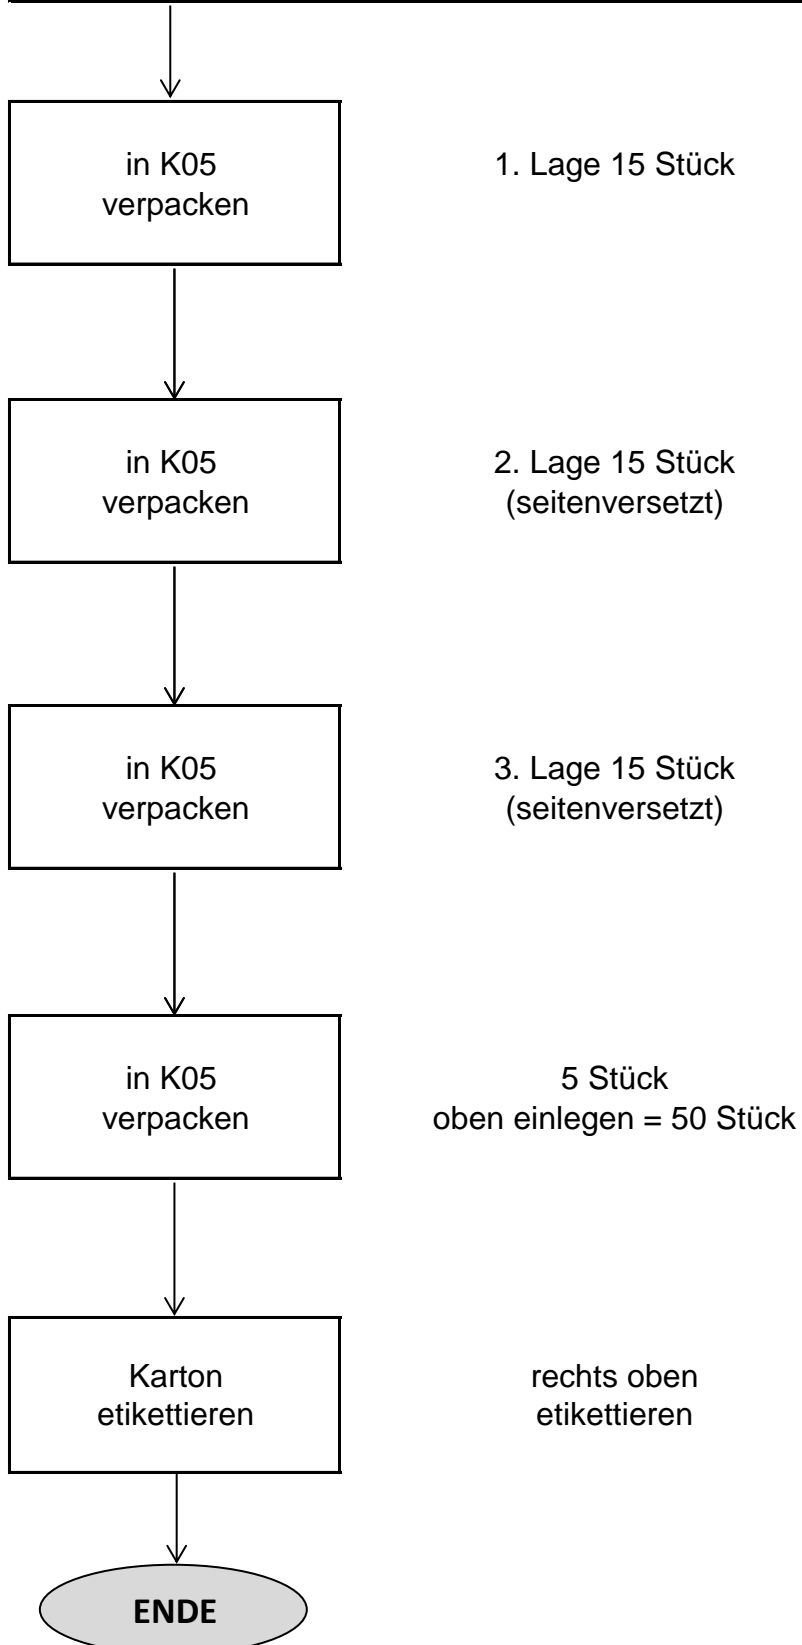 in K05
verpacken
1. Lage 15 Stück
in K05
verpacken
2. Lage 15 Stück
(seitenversetzt)
in K05
verpacken
3. Lage 15 Stück
(seitenversetzt)
in K05
verpacken
5 Stück
oben einlegen = 50 Stück
Karton
etikettieren
rechts oben
etikettieren
ENDE